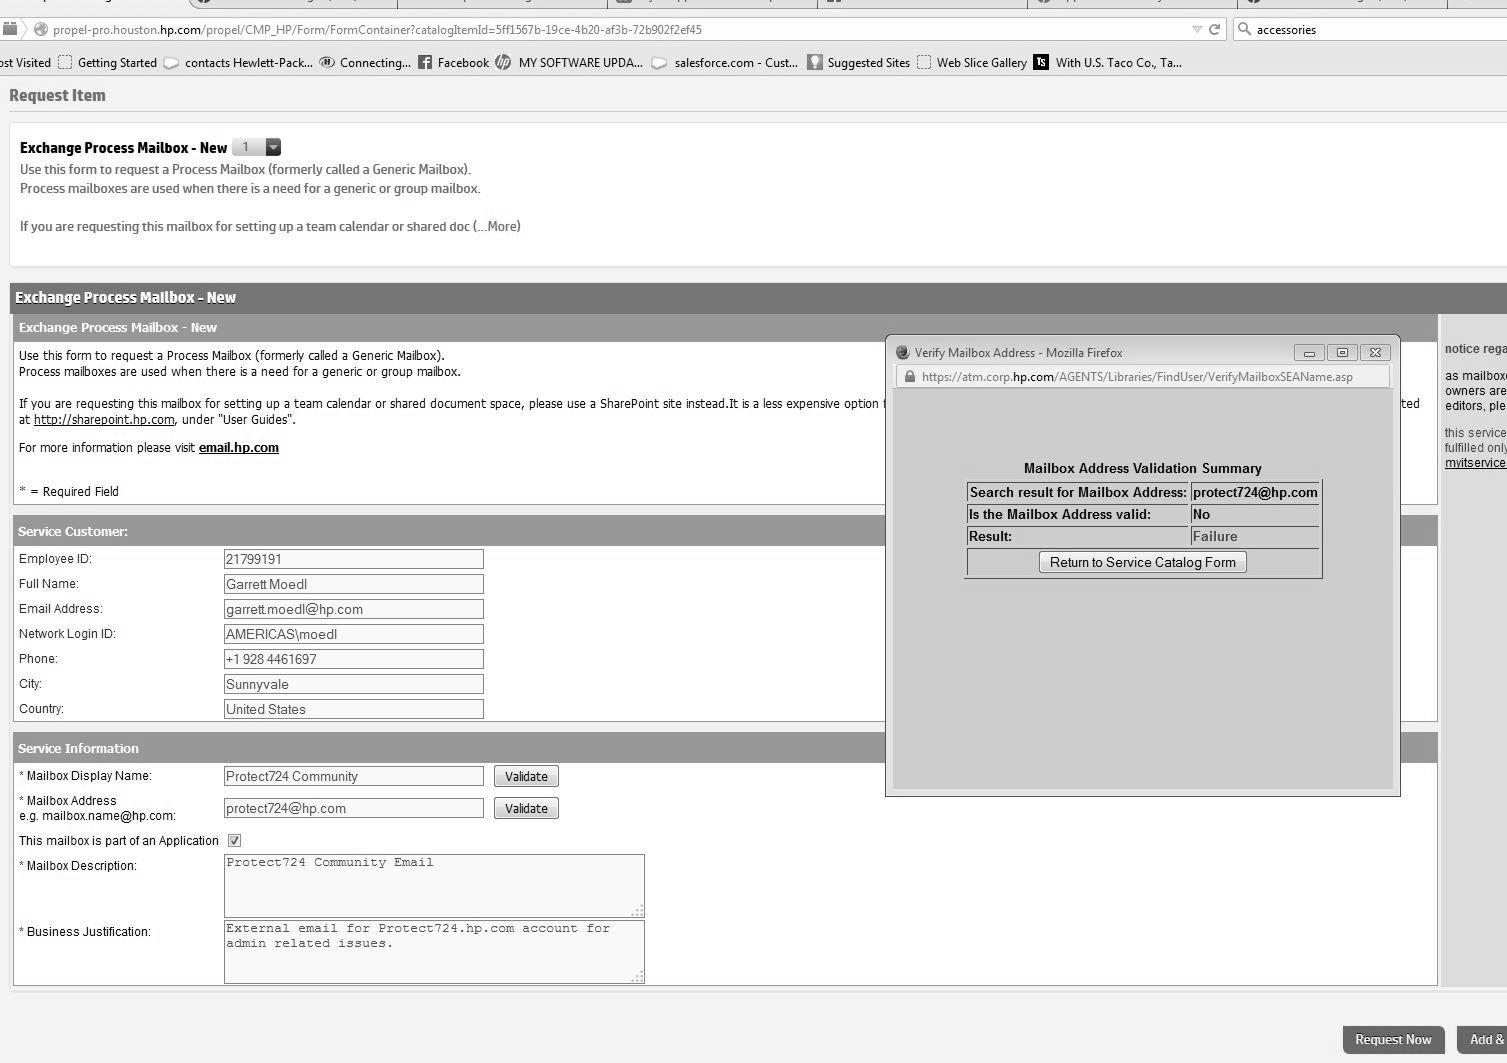 propel-pro.houston.hp.com/propel/CMP_HP/Form/FormContainer?catalogItemId=5ff1567b-19ce-4b20-af3b-72b902f2ef45
accessories
ost Visited Getting Started contacts Hewlett-Pack... Connecting... Facebook MY SOFTWARE UPDA... salesforce.com - Cust... Suggested Sites Web Slice Gallery TS With U.S. Taco Co., Ta...
Request Item
Exchange Process Mailbox - New 1
Use this form to request a Process Mailbox (formerly called a Generic Mailbox).
Process mailboxes are used when there is a need for a generic or group mailbox.
If you are requesting this mailbox for setting up a team calendar or shared doc (...More)
Exchange Process Mailbox - New
Exchange Process Mailbox - New
Use this form to request a Process Mailbox (formerly called a Generic Mailbox).
Process mailboxes are used when there is a need for a generic or group mailbox.
If you are requesting this mailbox for setting up a team calendar or shared document space, please use a SharePoint site instead.It is a less expensive option f
ted
at http://sharepoint.hp.com, under "User Guides".
For more information please visit email.hp.com
* = Required Field
Service Customer:
Employee ID: 21799191
Full Name: Garrett Moedl
Email Address: garrett.moedl@hp.com
Network Login ID: AMERICAS\moedl
Phone: +1 928 4461697
City: Sunnyvale
Country: United States
Service Information
* Mailbox Display Name: Protect724 Community Validate
* Mailbox Address
e.g. mailbox.name@hp.com: protect724@hp.com Validate
This mailbox is part of an Application
* Mailbox Description: Protect724 Community Email
* Business Justification: External email for Protect724.hp.com account for
admin related issues.
Verify Mailbox Address - Mozilla Firefox
https://atm.corp.hp.com/AGENTS/Libraries/FindUser/VerifyMailboxSEAName.asp
Mailbox Address Validation Summary
Search result for Mailbox Address: protect724@hp.com
Is the Mailbox Address valid: No
Result: Failure
Return to Service Catalog Form
notice rega
as mailboxe
owners are
editors, ple
this service
fulfilled only
myitservice
Request Now
Add &